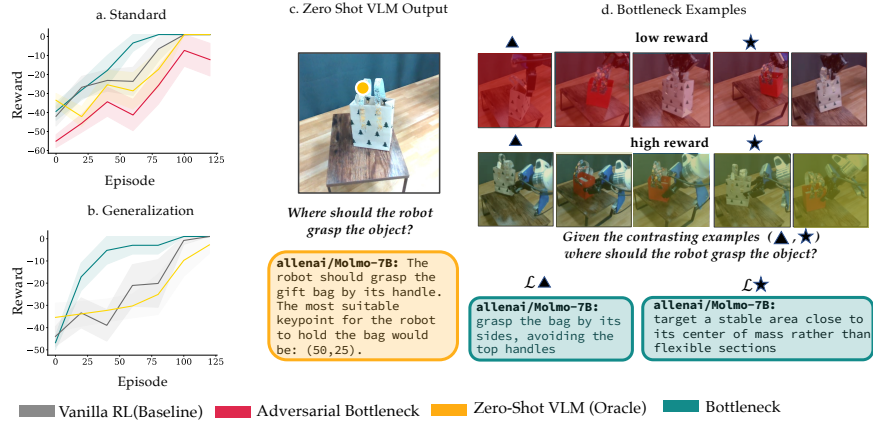 a. Standard
Reward
0
−10
−20
−30
−40
−50
−60
0
25
50
75
100
125
Episode
b. Generalization
Reward
0
−10
−20
−30
−40
−50
0
25
50
75
100
125
Episode
c. Zero Shot VLM Output
Where should the robot
grasp the object?
allenai/Molmo-7B: The
robot should grasp the
gift bag by its handle.
The most suitable
keypoint for the robot
to hold the bag would
be: (50,25).
d. Bottleneck Examples
low reward
high reward
Given the contrasting examples (▲,★)
where should the robot grasp the object?
ℒ▲
allenai/Molmo-7B:
grasp the bag by its
sides, avoiding the
top handles
ℒ★
allenai/Molmo-7B:
target a stable area close to
its center of mass rather than
flexible sections
Vanilla RL(Baseline)
Adversarial Bottleneck
Zero-Shot VLM (Oracle)
Bottleneck